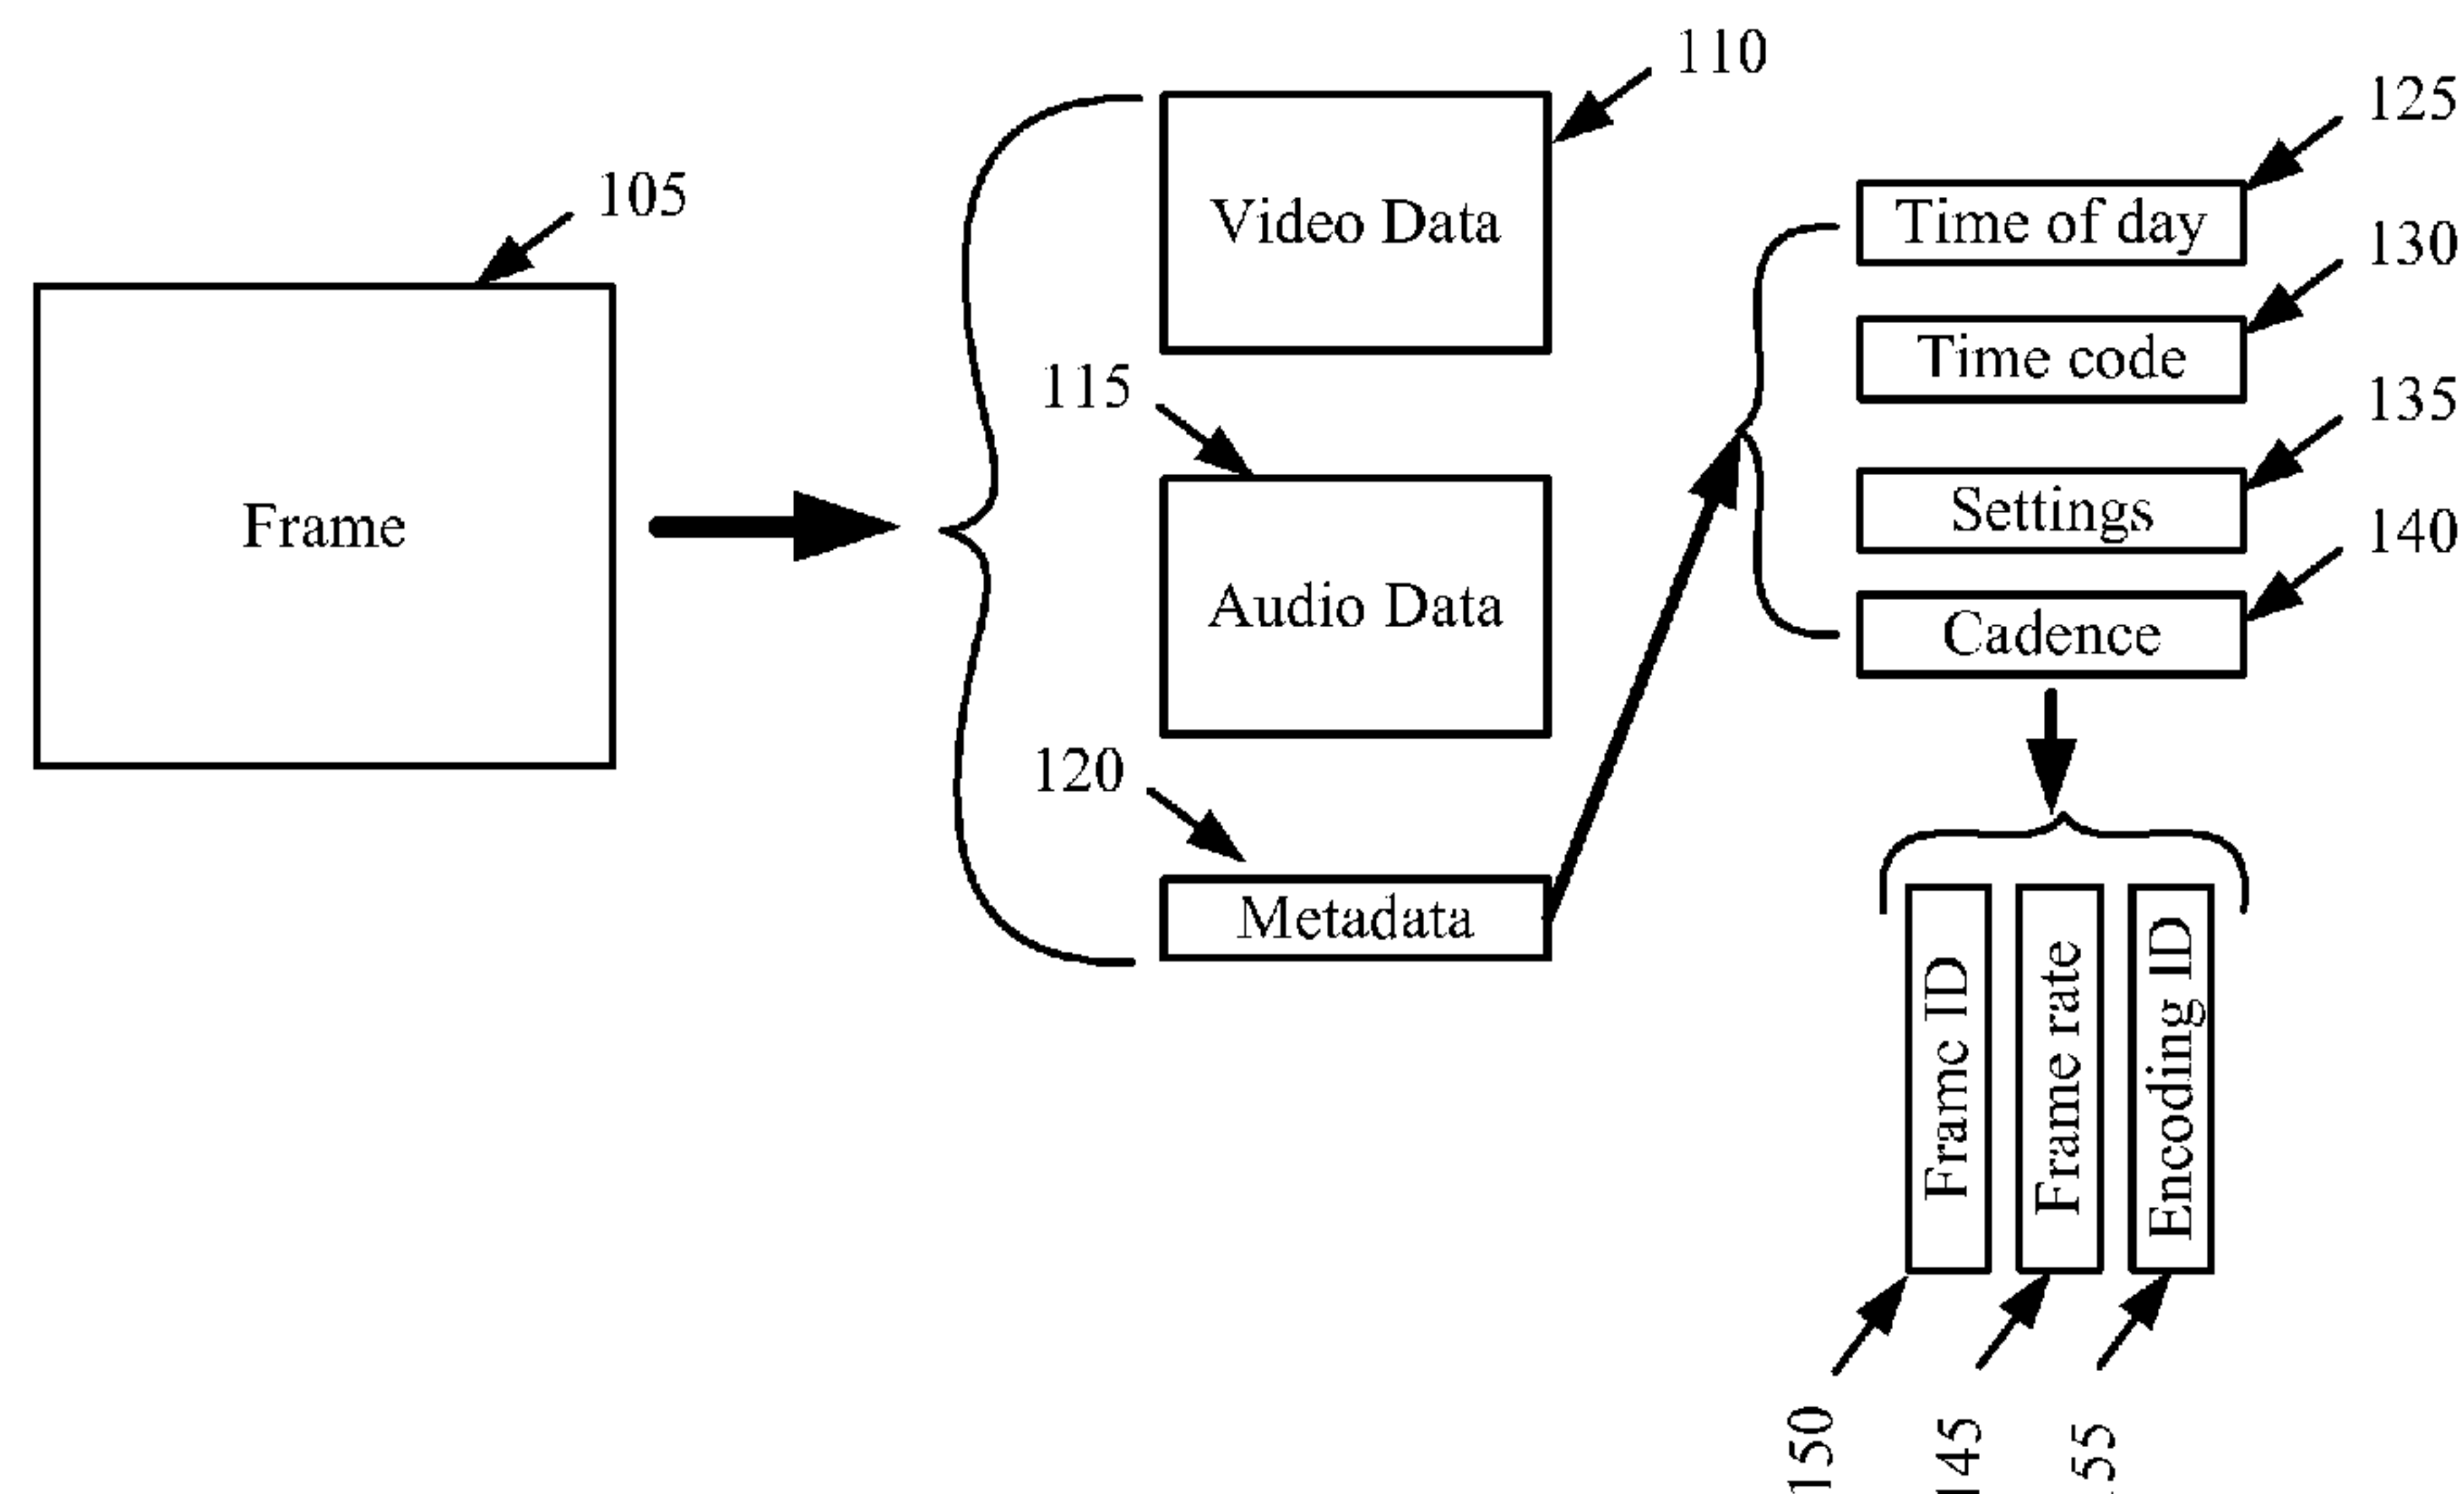 110
125
105
Video Data
Time of day
130
115
Time code
135
Frame
Settings
140
Audio Data
Cadence
120
Metadata
Frame ID
Frame rate
Encoding ID
150
145